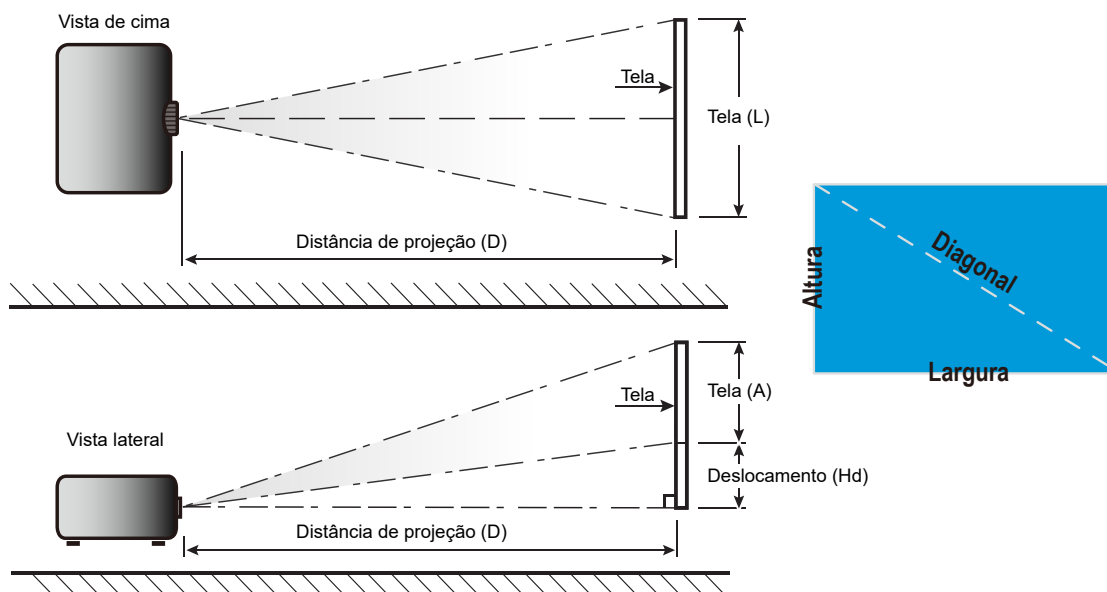 Vista de cima
Tela
Tela (L)
Distância de projeção (D)
Altura
Diagonal
Largura
Vista lateral
Tela
Tela (A)
Deslocamento (Hd)
Distância de projeção (D)